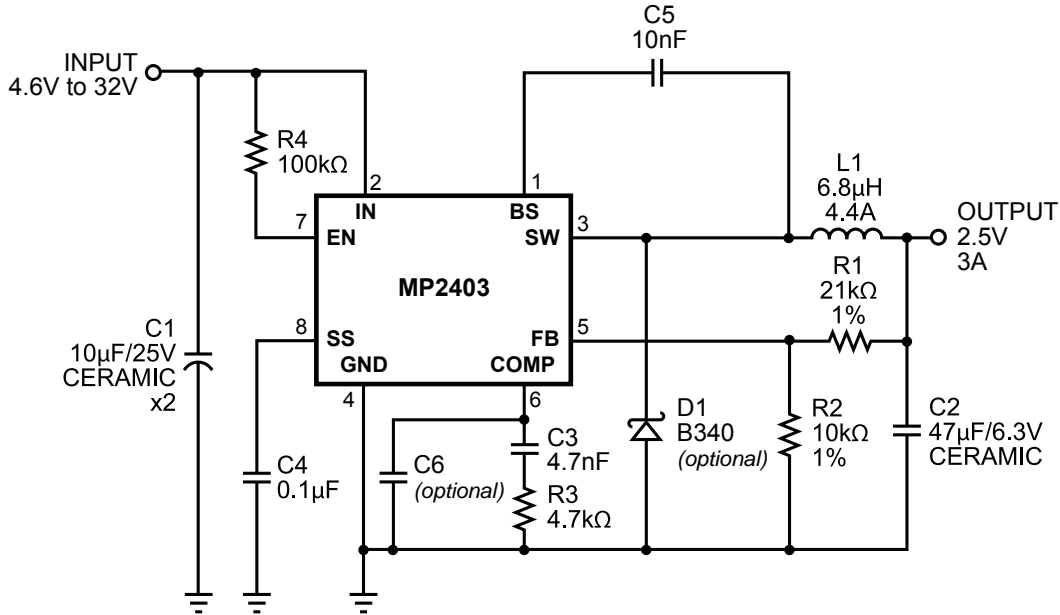 C5
10nF
INPUT
4.6V to 32V
R4
100kΩ
2
1
IN
BS
7
EN
SW
3
L1
6.8µH
4.4A
OUTPUT
2.5V
3A
MP2403
R1
21kΩ
1%
C1
10µF/25V
CERAMIC
x2
8
SS
FB
5
GND
COMP
4
6
D1
B340
(optional)
R2
10kΩ
1%
C2
47µF/6.3V
CERAMIC
C4
0.1µF
C6
(optional)
C3
4.7nF
R3
4.7kΩ